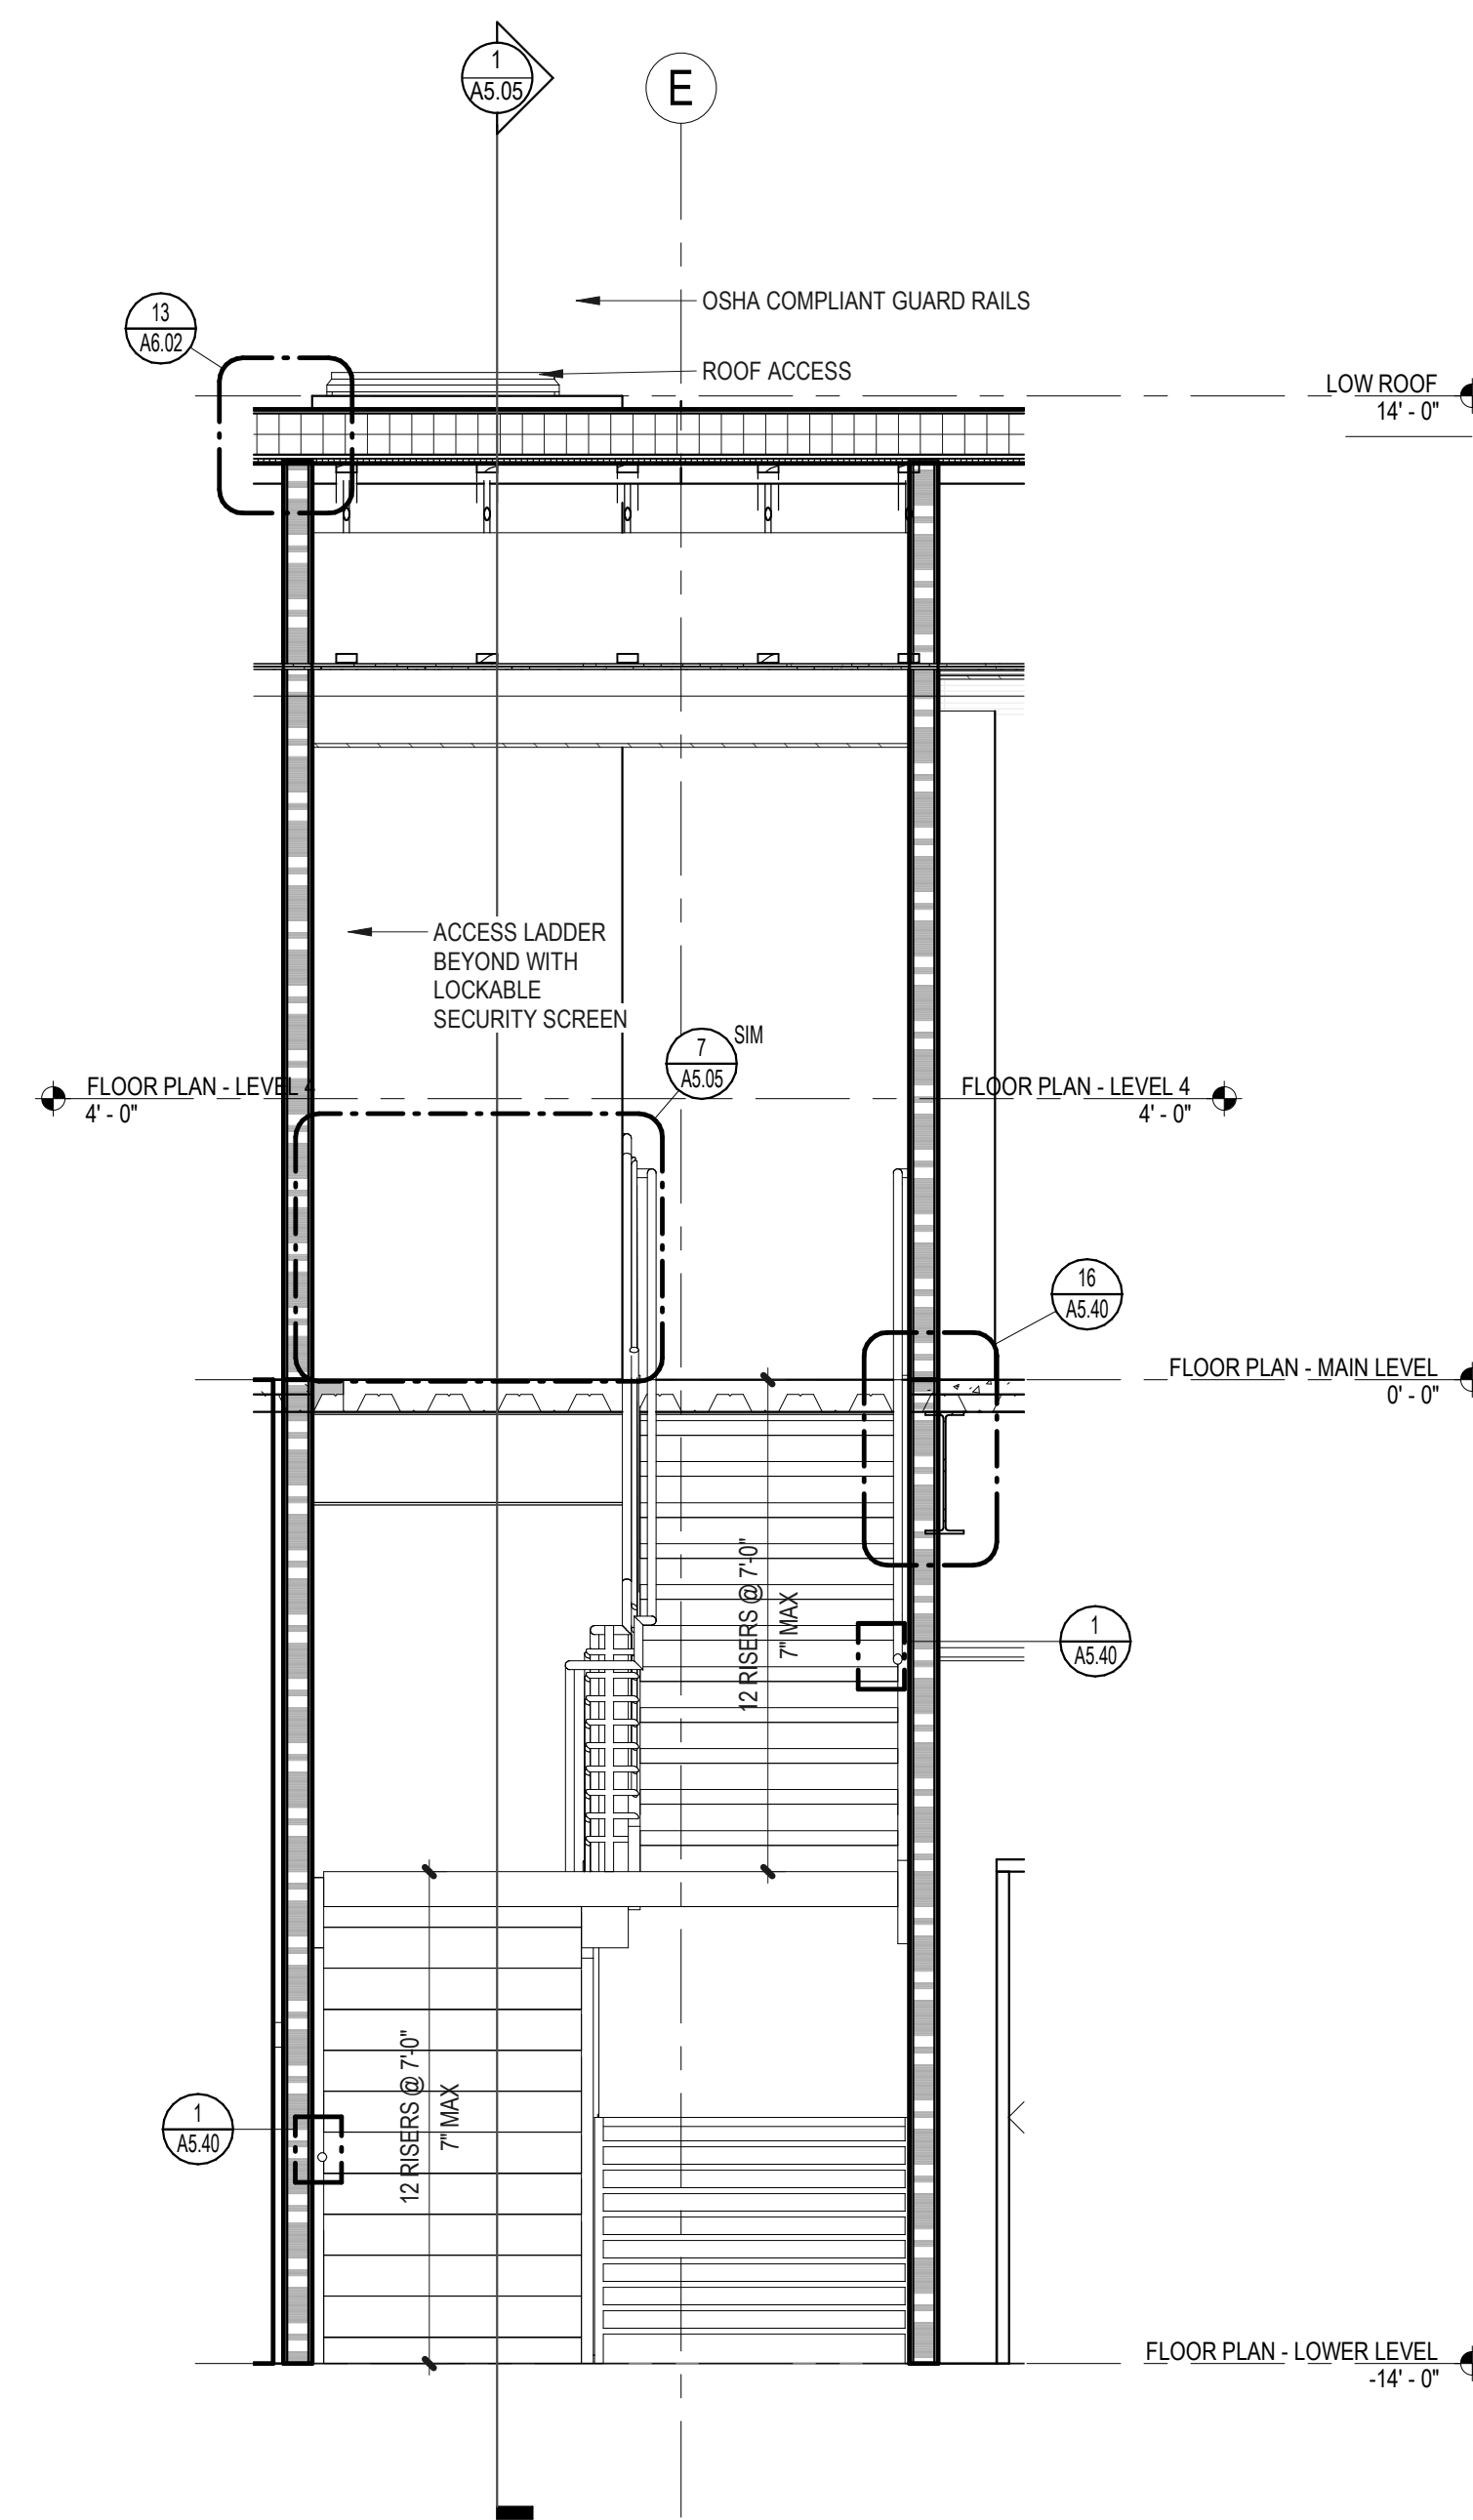 1
A5.05
E
OSHA COMPLIANT GUARD RAILS
13
A6.02
ROOF ACCESS
LOW ROOF
14' - 0"
ACCESS LADDER
BEYOND WITH
LOCKABLE
SECURITY SCREEN
7
A5.05
SIM
FLOOR PLAN - LEVEL 4
4' - 0"
FLOOR PLAN - LEVEL 4
4' - 0"
16
A5.40
FLOOR PLAN - MAIN LEVEL
0' - 0"
12 RISERS @ 7'-0"
7" MAX
1
A5.40
12 RISERS @ 7'-0"
7" MAX
1
A5.40
FLOOR PLAN - LOWER LEVEL
-14' - 0"